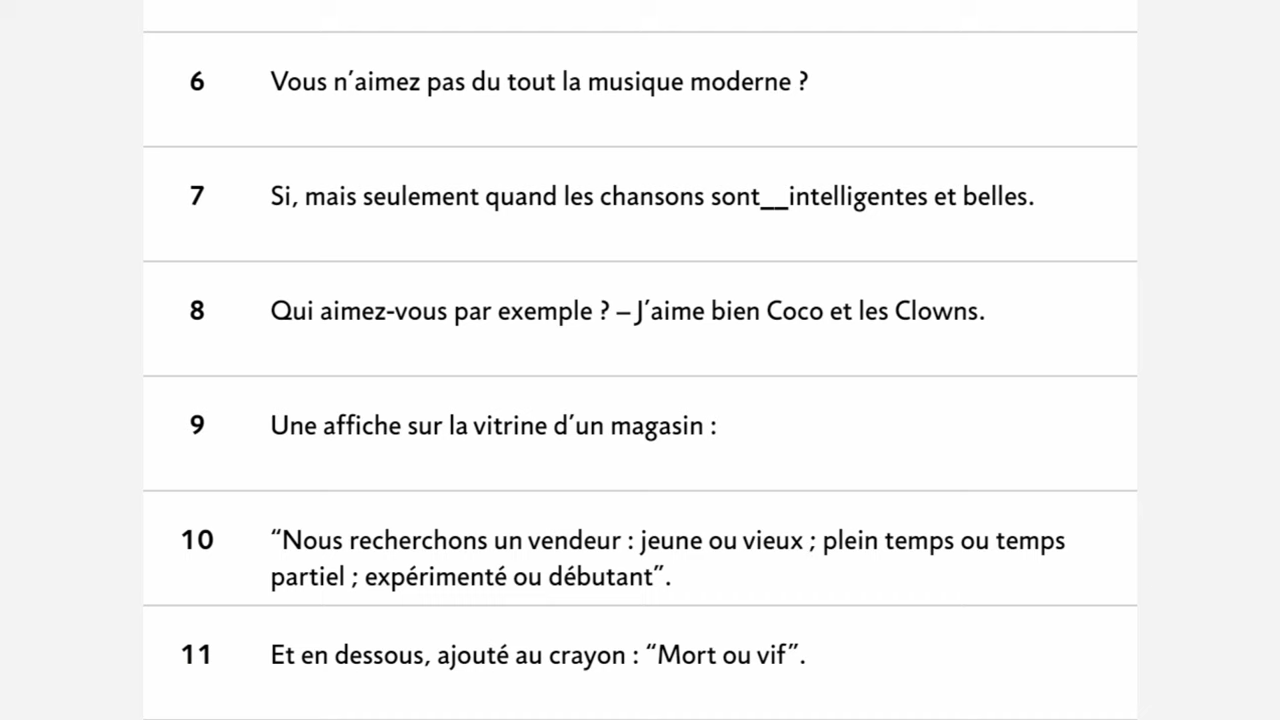 6 Vous n’aimez pas du tout la musique moderne ?
7 Si, mais seulement quand les chansons sont__intelligentes et belles.
8 Qui aimez-vous par exemple ? – J’aime bien Coco et les Clowns.
9 Une affiche sur la vitrine d’un magasin :
10 “Nous recherchons un vendeur : jeune ou vieux ; plein temps ou temps
partiel ; expérimenté ou débutant”.
11 Et en dessous, ajouté au crayon : “Mort ou vif”.